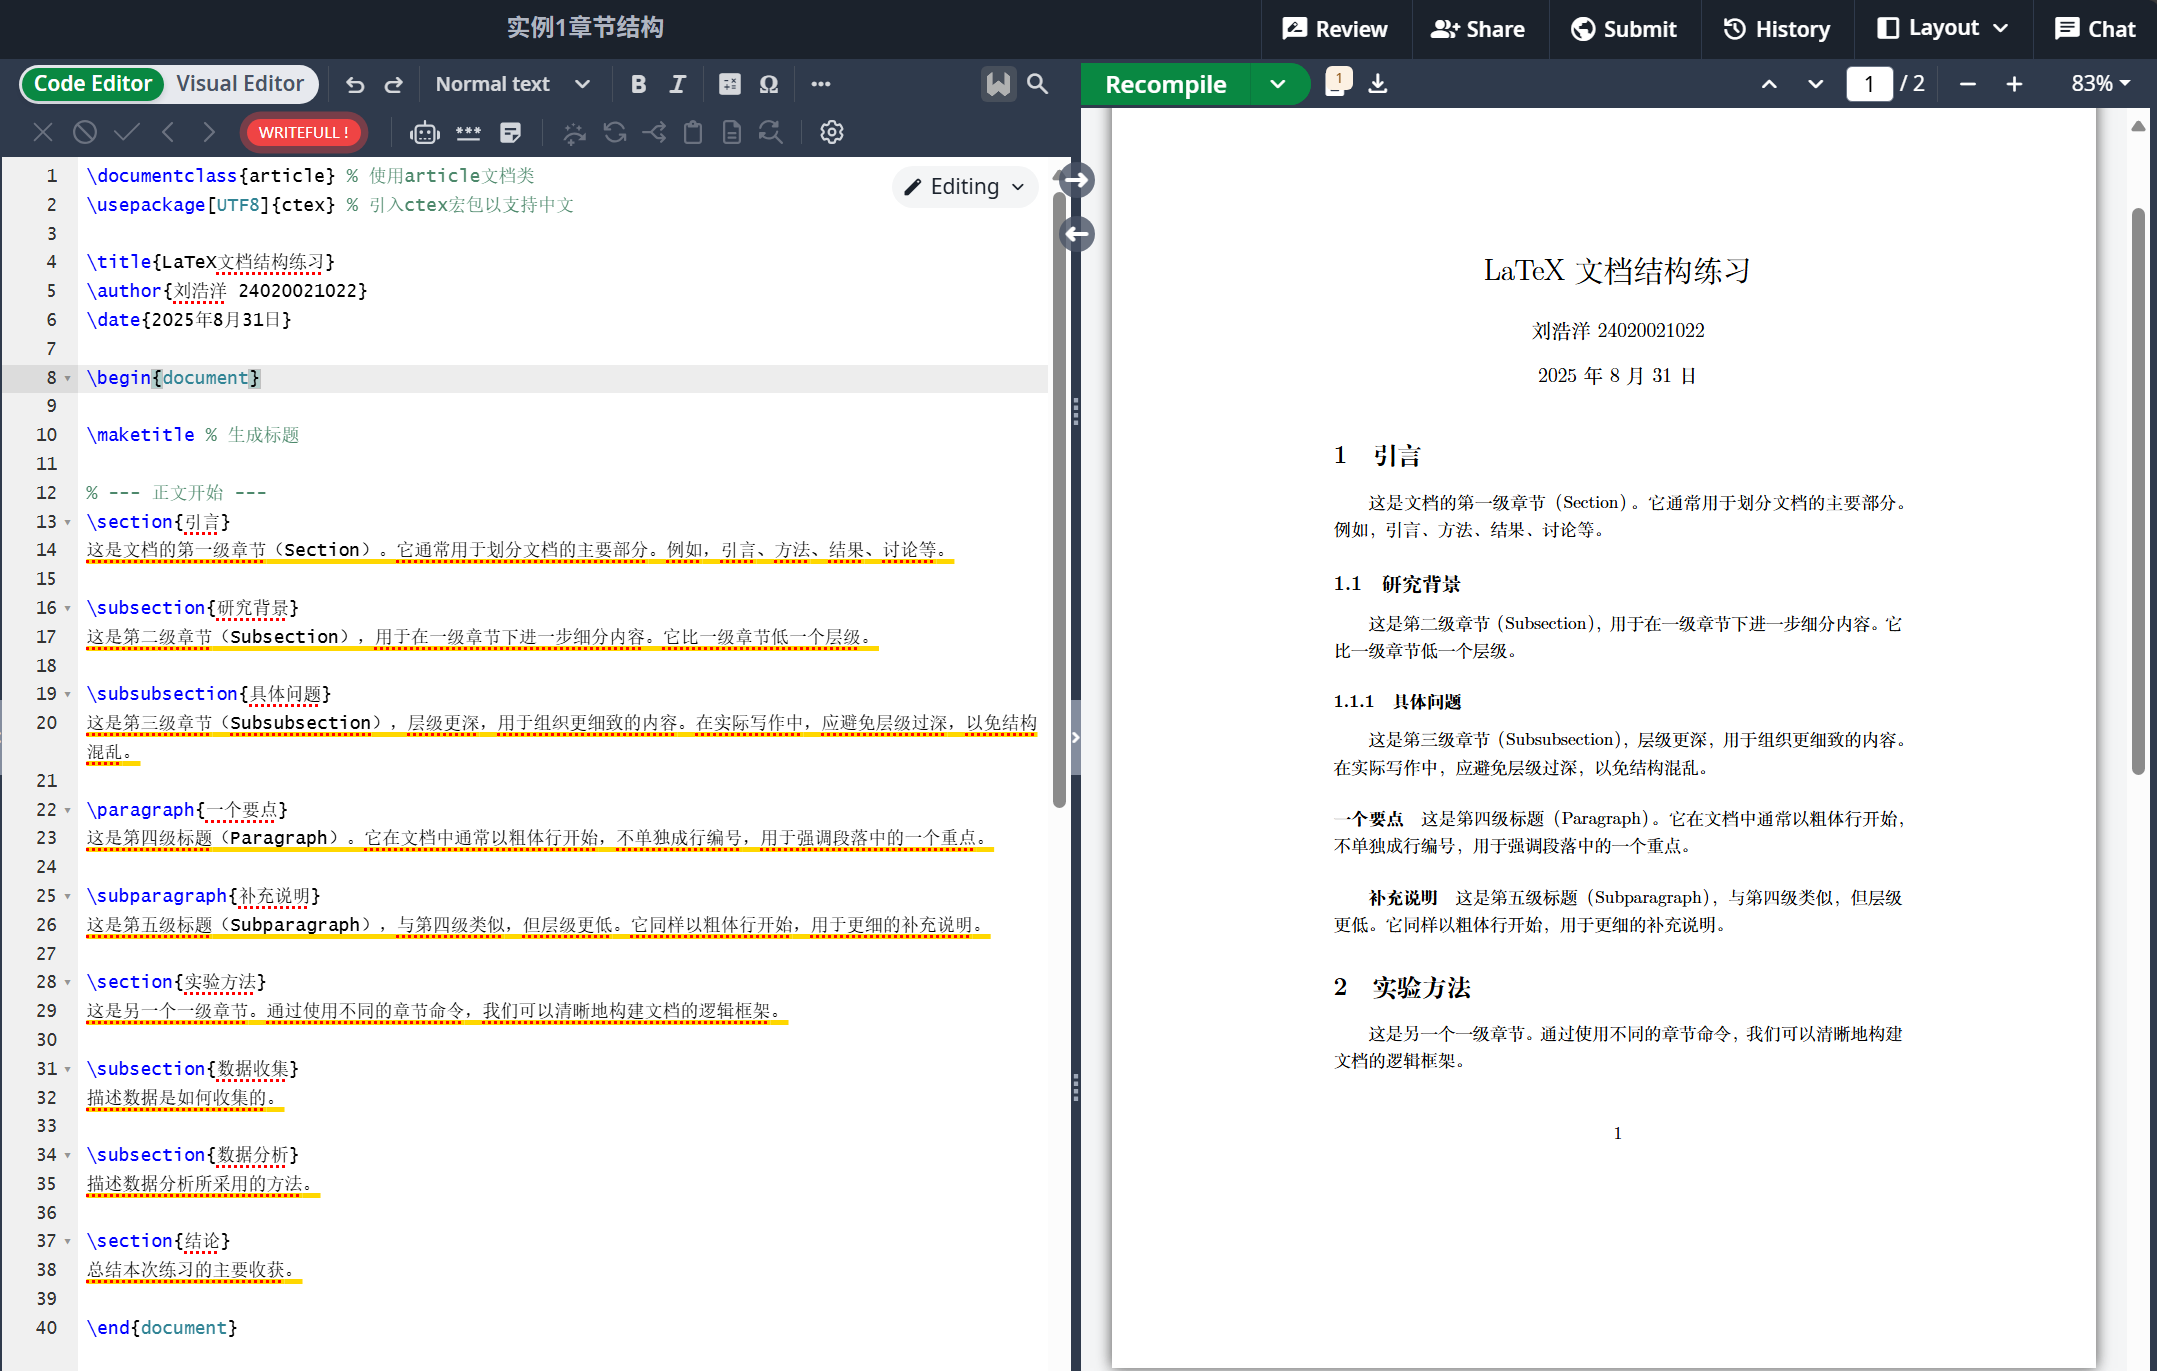 实例1章节结构
Review
Share
Submit
History
Layout
Chat
Code Editor
Visual Editor
Normal text
B
I
Ω
Recompile
1
1 / 2
83%
WRITEFULL !
Editing
1 \documentclass{article} % 使用article文档类
2 \usepackage[UTF8]{ctex} % 引入ctex宏包以支持中文
3
4 \title{LaTeX文档结构练习}
5 \author{刘浩洋 24020021022}
6 \date{2025年8月31日}
7
8 \begin{document}
9
10 \maketitle % 生成标题
11
12 % --- 正文开始 ---
13 \section{引言}
14 这是文档的第一级章节（Section）。它通常用于划分文档的主要部分。例如，引言、方法、结果、讨论等。
15
16 \subsection{研究背景}
17 这是第二级章节（Subsection），用于在一级章节下进一步细分内容。它比一级章节低一个层级。
18
19 \subsubsection{具体问题}
20 这是第三级章节（Subsubsection），层级更深，用于组织更细致的内容。在实际写作中，应避免层级过深，以免结构
混乱。
21
22 \paragraph{一个要点}
23 这是第四级标题（Paragraph）。它在文档中通常以粗体行开始，不单独成行编号，用于强调段落中的一个重点。
24
25 \subparagraph{补充说明}
26 这是第五级标题（Subparagraph），与第四级类似，但层级更低。它同样以粗体行开始，用于更细的补充说明。
27
28 \section{实验方法}
29 这是另一个一级章节。通过使用不同的章节命令，我们可以清晰地构建文档的逻辑框架。
30
31 \subsection{数据收集}
32 描述数据是如何收集的。
33
34 \subsection{数据分析}
35 描述数据分析所采用的方法。
36
37 \section{结论}
38 总结本次练习的主要收获。
39
40 \end{document}
LaTeX 文档结构练习
刘浩洋 24020021022
2025 年 8 月 31 日
1 引言
这是文档的第一级章节（Section）。它通常用于划分文档的主要部分。
例如，引言、方法、结果、讨论等。
1.1 研究背景
这是第二级章节（Subsection），用于在一级章节下进一步细分内容。它
比一级章节低一个层级。
1.1.1 具体问题
这是第三级章节（Subsubsection），层级更深，用于组织更细致的内容。
在实际写作中，应避免层级过深，以免结构混乱。
一个要点 这是第四级标题（Paragraph）。它在文档中通常以粗体行开始，
不单独成行编号，用于强调段落中的一个重点。
补充说明 这是第五级标题（Subparagraph），与第四级类似，但层级
更低。它同样以粗体行开始，用于更细的补充说明。
2 实验方法
这是另一个一级章节。通过使用不同的章节命令，我们可以清晰地构建
文档的逻辑框架。
1